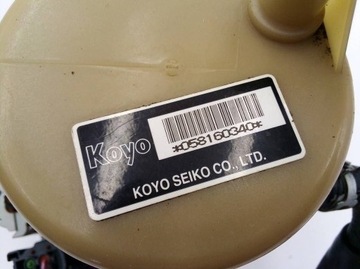 Koyo
*058160340*
KOYO SEIKO CO., LTD.